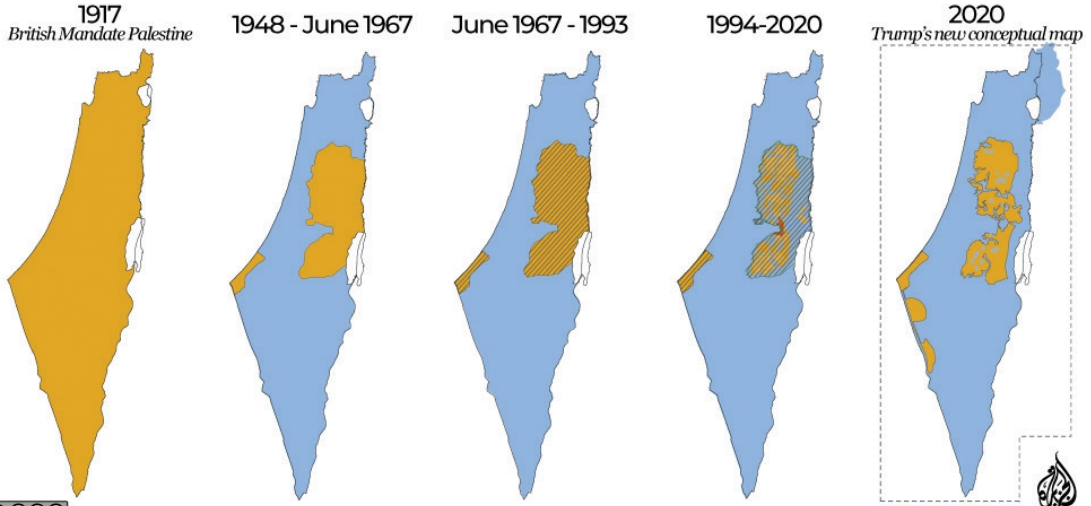 1917
British Mandate Palestine
1948 - June 1967
June 1967 - 1993
1994-2020
2020
Trump's new conceptual map